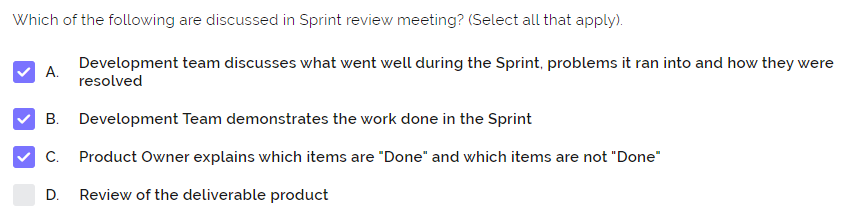 Which of the following are discussed in Sprint review meeting? (Select all that apply).
A. Development team discusses what went well during the Sprint, problems it ran into and how they were
resolved
B. Development Team demonstrates the work done in the Sprint
C. Product Owner explains which items are "Done" and which items are not "Done"
D. Review of the deliverable product